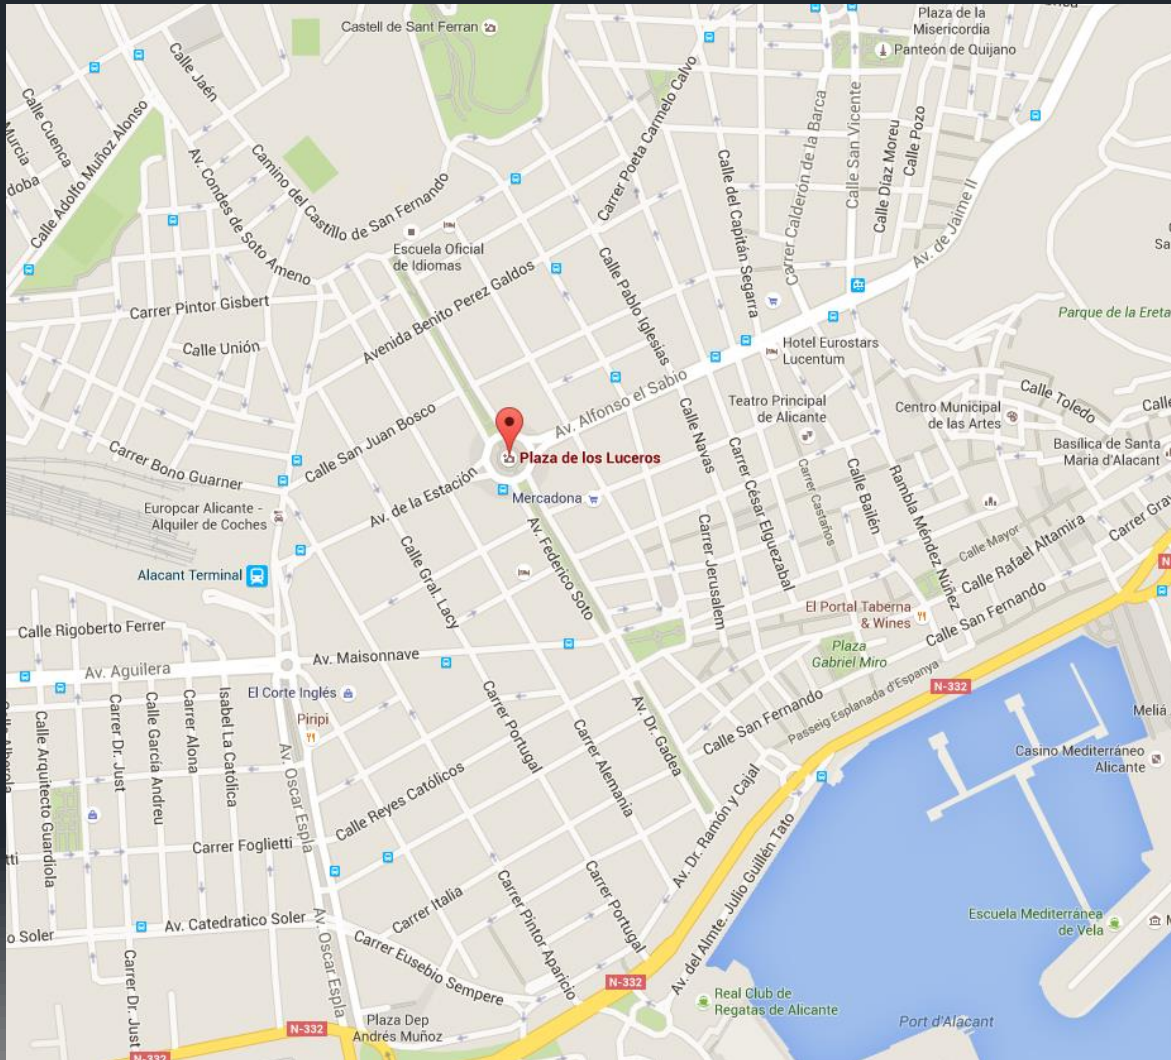 Castell de Sant Ferran
Plaza de la
Misericordia
Panteón de Quijano
Calle Jaén
Calle Cuenca
Murcia
Calle Adolfo Muñoz Alonso
Av. Condes de Soto Ameno
Camino del Castillo de San Fernando
Carrer Poeta Carmelo Calvo
Calle del Capitán Segarra
Carrer Calderón de la Barca
Calle San Vicente
Calle Díaz Moreu
Calle Pozo
Av. de Jaime II
Escuela Oficial
de Idiomas
Calle Pablo Iglesias
Carrer Pintor Gisbert
Avenida Benito Perez Galdos
Parque de la Ereta
Calle Unión
Hotel Eurostars
Lucentum
Av. Alfonso el Sabio
Calle San Juan Bosco
Teatro Principal
de Alicante
Centro Municipal
de las Artes
Calle Toledo
Calle
Carrer Bono Guarner
Plaza de los Luceros
Calle Navas
Carrer César Elguezabal
Carrer Castaños
Calle Bailén
Rambla Méndez Núñez
Basílica de Santa
Maria d'Alacant
Av. de la Estación
Mercadona
Europcar Alicante -
Alquiler de Coches
Calle Gral. Lacy
Av. Federico Soto
Carrer Jerusalem
Calle Mayor
Calle Rafael Altamira
Carrer Gra
Alacant Terminal
El Portal Taberna
& Wines
Calle San Fernando
Calle Rigoberto Ferrer
Av. Maisonnave
Plaza
Gabriel Miro
Av. Aguilera
N-332
El Corte Inglés
Piripi
Carrer Portugal
Carrer Alemania
Av. Dr. Gadea
Calle San Fernando
Passeig Esplanada d'Espanya
Meliá
Calle Arquitecto Guardiola
Carrer Dr. Just
Calle García Andreu
Carrer Alona
Isabel La Católica
Av. Oscar Espla
Casino Mediterráneo
Alicante
Calle Reyes Católicos
Carrer Foglietti
Av. Dr. Ramón y Cajal
Av. del Almte. Julio Guillén Tato
Carrer Italia
Carrer Pintor Aparicio
Carrer Portugal
Escuela Mediterránea
de Vela
o Soler
Av. Catedratico Soler
Av. Oscar Espla
Carrer Eusebio Sempere
Carrer Dr. Just
N-332
Real Club de
Regatas de Alicante
Port d'Alacant
Plaza Dep
Andrés Muñoz
N-332
N-332